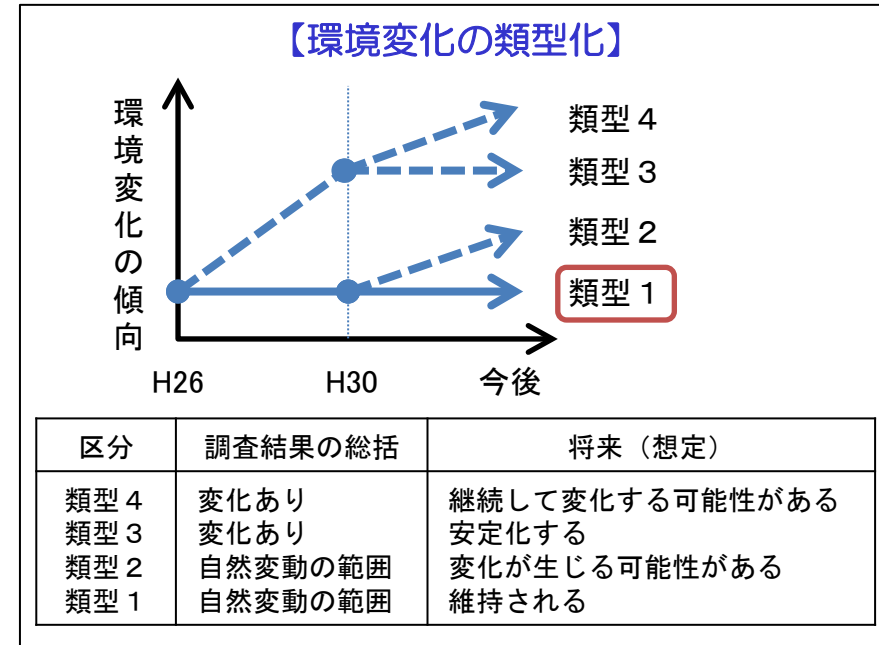 【環境変化の類型化】
環境変化の傾向
類型４
類型３
類型２
類型１
H26
H30
今後
区分 調査結果の総括 将来（想定）
類型４ 変化あり 継続して変化する可能性がある
類型３ 変化あり 安定化する
類型２ 自然変動の範囲 変化が生じる可能性がある
類型１ 自然変動の範囲 維持される